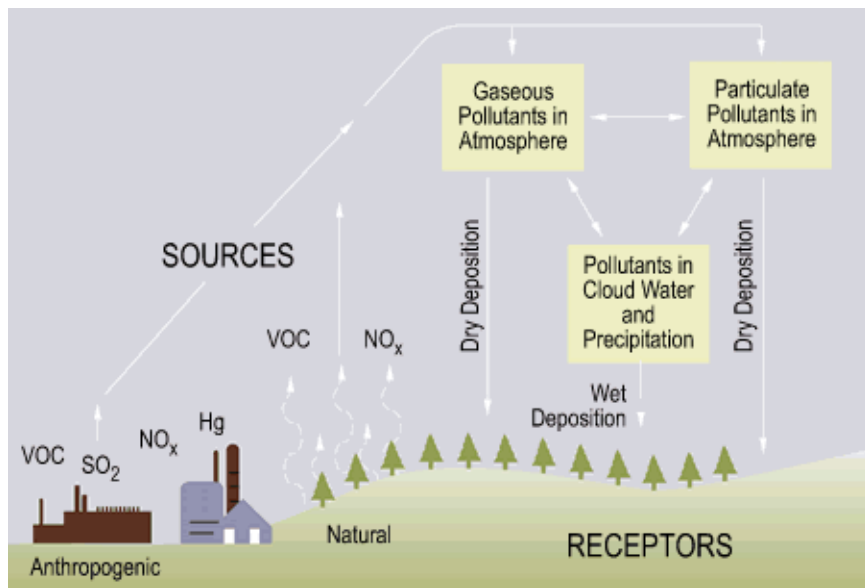 Gaseous
Pollutants in
Atmosphere
Particulate
Pollutants in
Atmosphere
Dry Deposition
Dry Deposition
SOURCES
Pollutants in
Cloud Water
and
Precipitation
VOC
NOx
Wet
Deposition
VOC
SO2
NOx
Hg
Natural
RECEPTORS
Anthropogenic